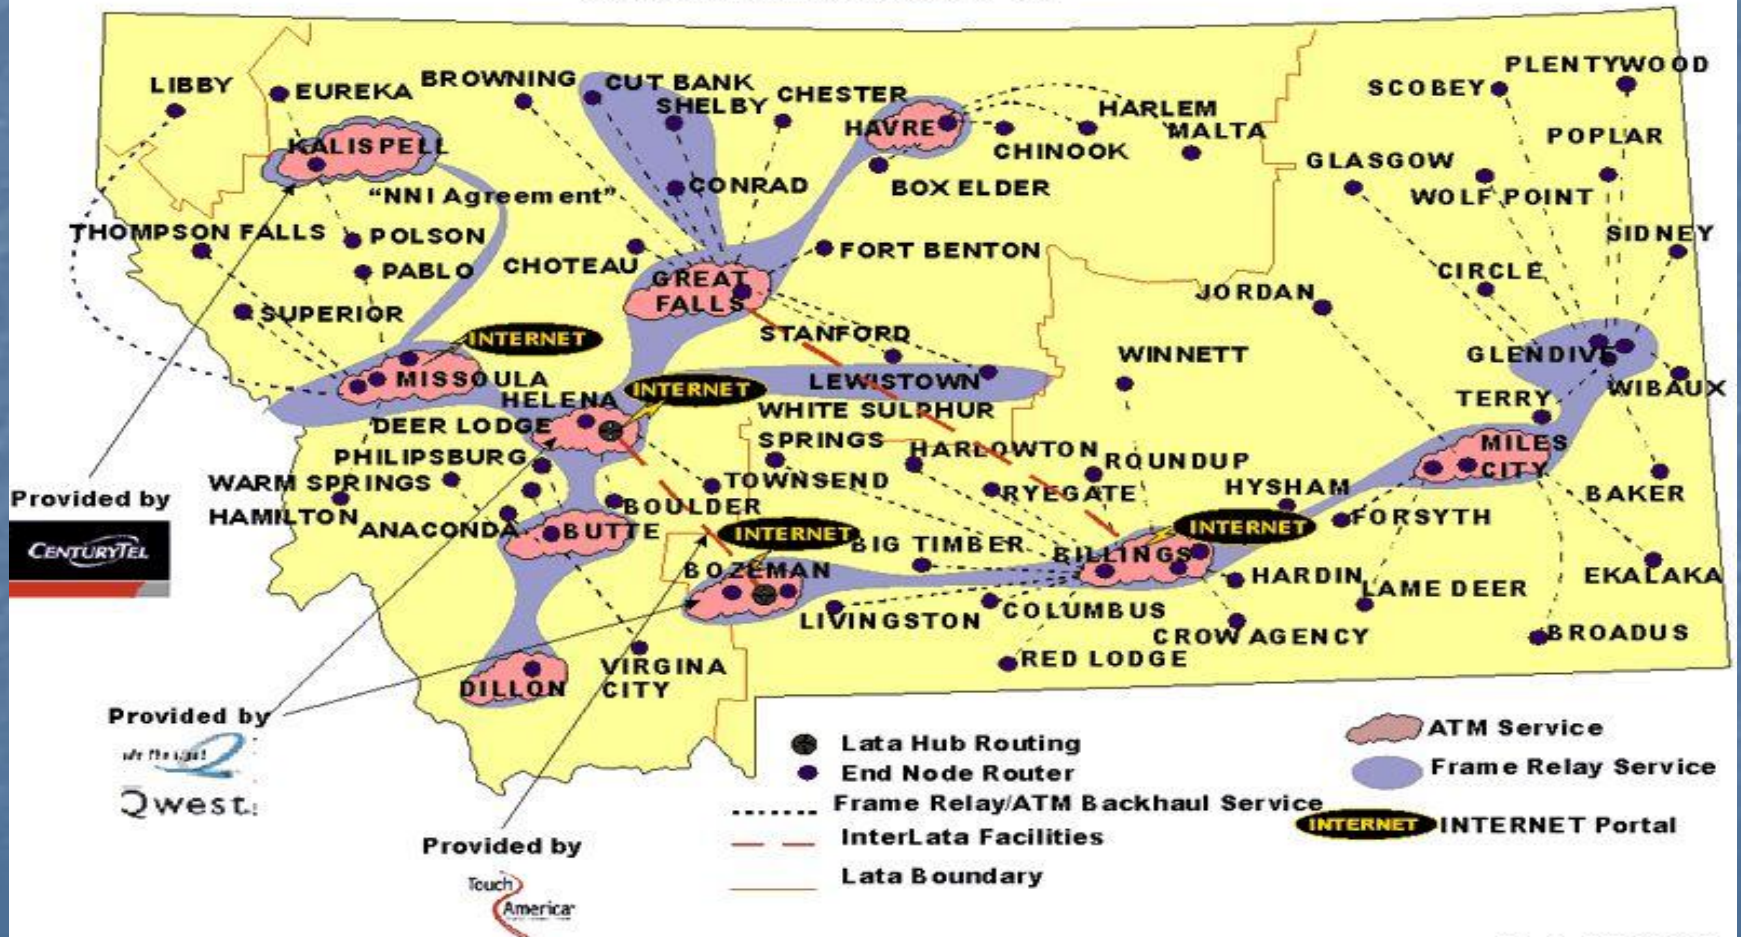 LIBBY
EUREKA
BROWNING
CUT BANK
SHELBY
CHESTER
HAVRE
HARLEM
MALTA
CHINOOK
SCOBEY
PLENTYWOOD
POPLAR
GLASGOW
WOLF POINT
KALISPELL
"NNI Agreement"
CONRAD
BOX ELDER
THOMPSON FALLS
POLSON
PABLO
CHOTEAU
FORT BENTON
SIDNEY
CIRCLE
JORDAN
GREAT
FALLS
SUPERIOR
INTERNET
STANFORD
WINNETT
GLENDIVE
WIBAUX
MISSOULA
HELENA
INTERNET
LEWISTOWN
TERRY
DEER LODGE
WHITE SULPHUR
SPRINGS
HARLOWTON
ROUNDUP
MILES
CITY
PHILIPSBURG
WARM SPRINGS
TOWNSEND
RYEGATE
HYSHAM
BAKER
Provided by
CENTURYTEL
HAMILTON
ANACONDA
BOULDER
BUTTE
INTERNET
BIG TIMBER
BILLINGS
INTERNET
FORSYTH
BOZEMAN
HARDIN
LAME DEER
EKALAKA
LIVINGSTON
COLUMBUS
CROW AGENCY
BROADUS
RED LODGE
DILLON
VIRGINA
CITY
Provided by
Qwest
Provided by
Touch
America
Lata Hub Routing
End Node Router
Frame Relay/ATM Backhaul Service
InterLata Facilities
Lata Boundary
ATM Service
Frame Relay Service
INTERNET
INTERNET Portal